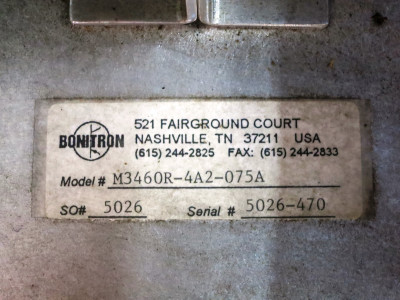 BONITRON
521 FAIRGROUND COURT
NASHVILLE, TN 37211 USA
(615) 244-2825 FAX: (615) 244-2833
Model # M3460R-4A2-075A
SO# 5026 Serial # 5026-470